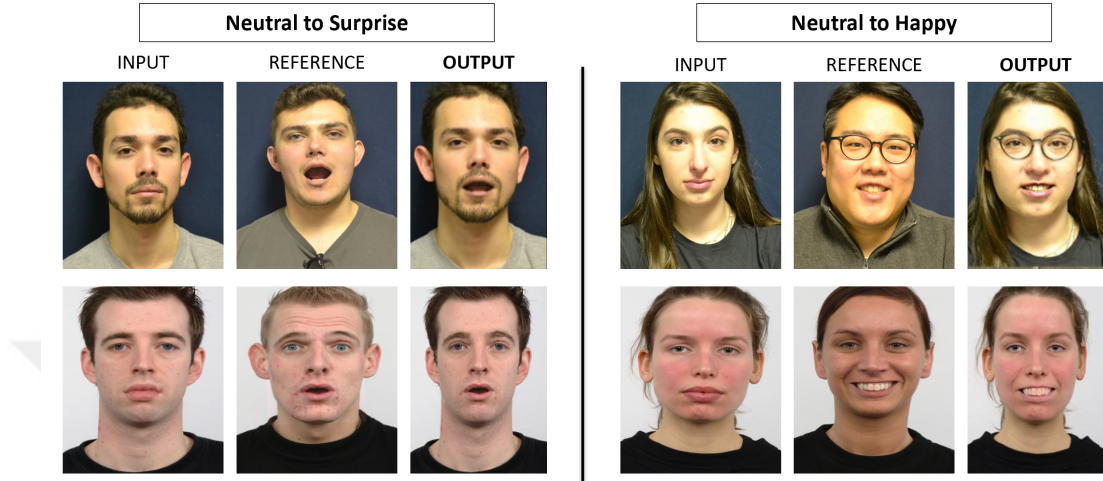 Neutral to Surprise
INPUT REFERENCE OUTPUT
Neutral to Happy
INPUT REFERENCE OUTPUT